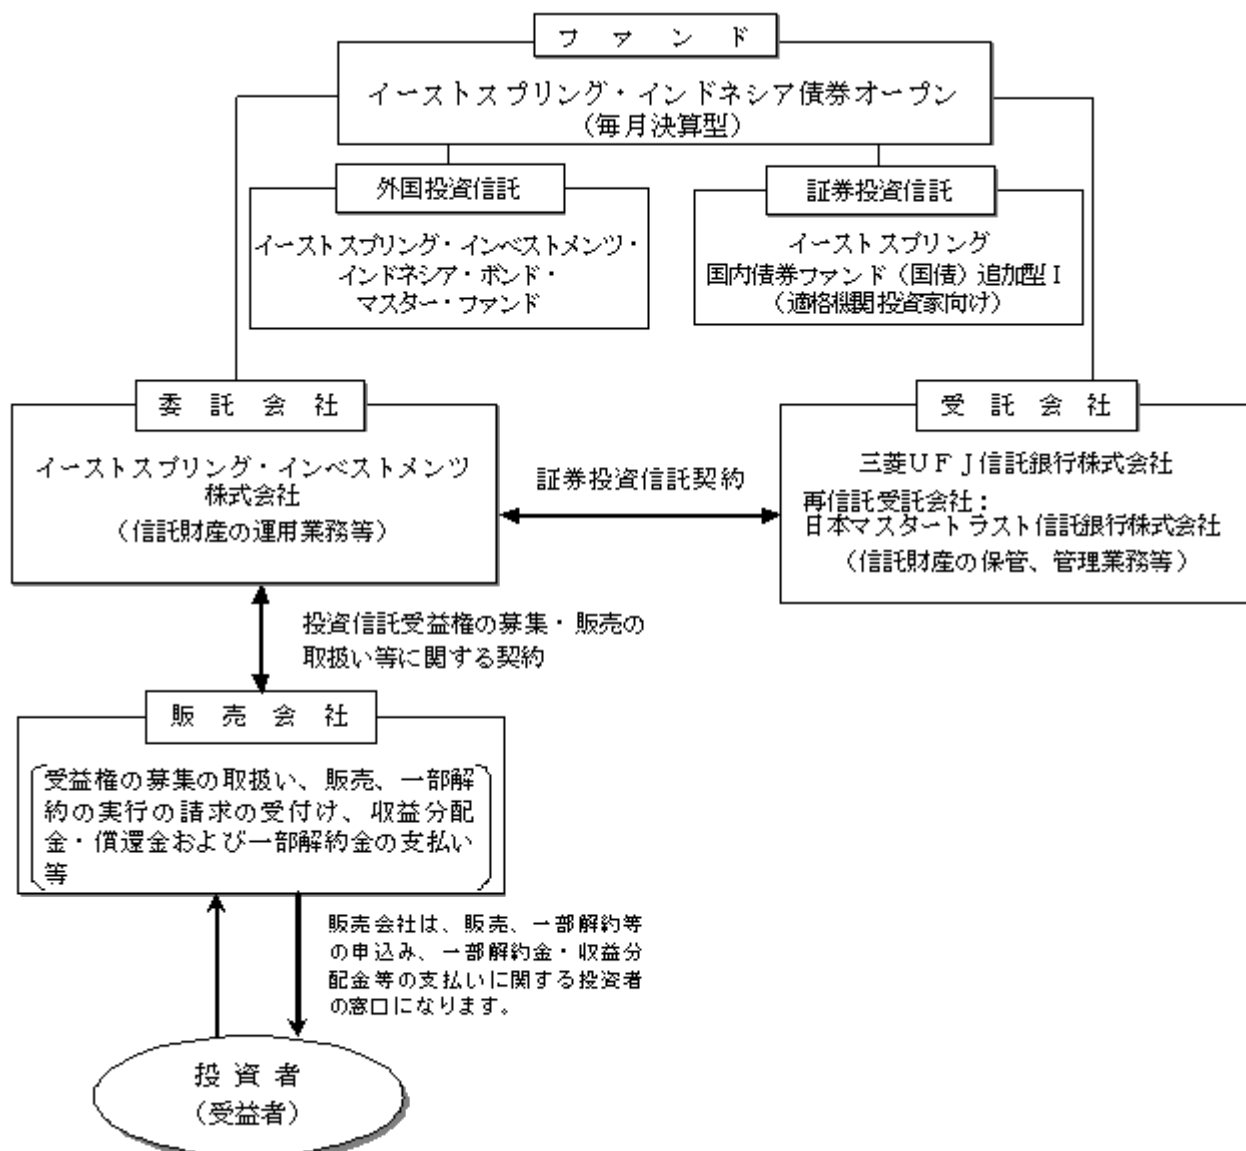 ファンド
イーストスプリング・インドネシア債券オープン
（毎月決算型）
外国投資信託
イーストスプリング・インベストメンツ・
インドネシア・ボンド・
マスター・ファンド
証券投資信託
イーストスプリング
国内債券ファンド（国債）追加型Ｉ
（適格機関投資家向け）
委託会社
イーストスプリング・インベストメンツ
株式会社
（信託財産の運用業務等）
証券投資信託契約
受託会社
三菱ＵＦＪ信託銀行株式会社
再信託受託会社：
日本マスタートラスト信託銀行株式会社
（信託財産の保管、管理業務等）
投資信託受益権の募集・販売の
取扱い等に関する契約
販売会社
受益権の募集の取扱い、販売、一部解
約の実行の請求の受付け、収益分配
金・償還金および一部解約金の支払い
等
販売会社は、販売、一部解約等
の申込み、一部解約金・収益分
配金等の支払いに関する投資者
の窓口になります。
投資者
（受益者）